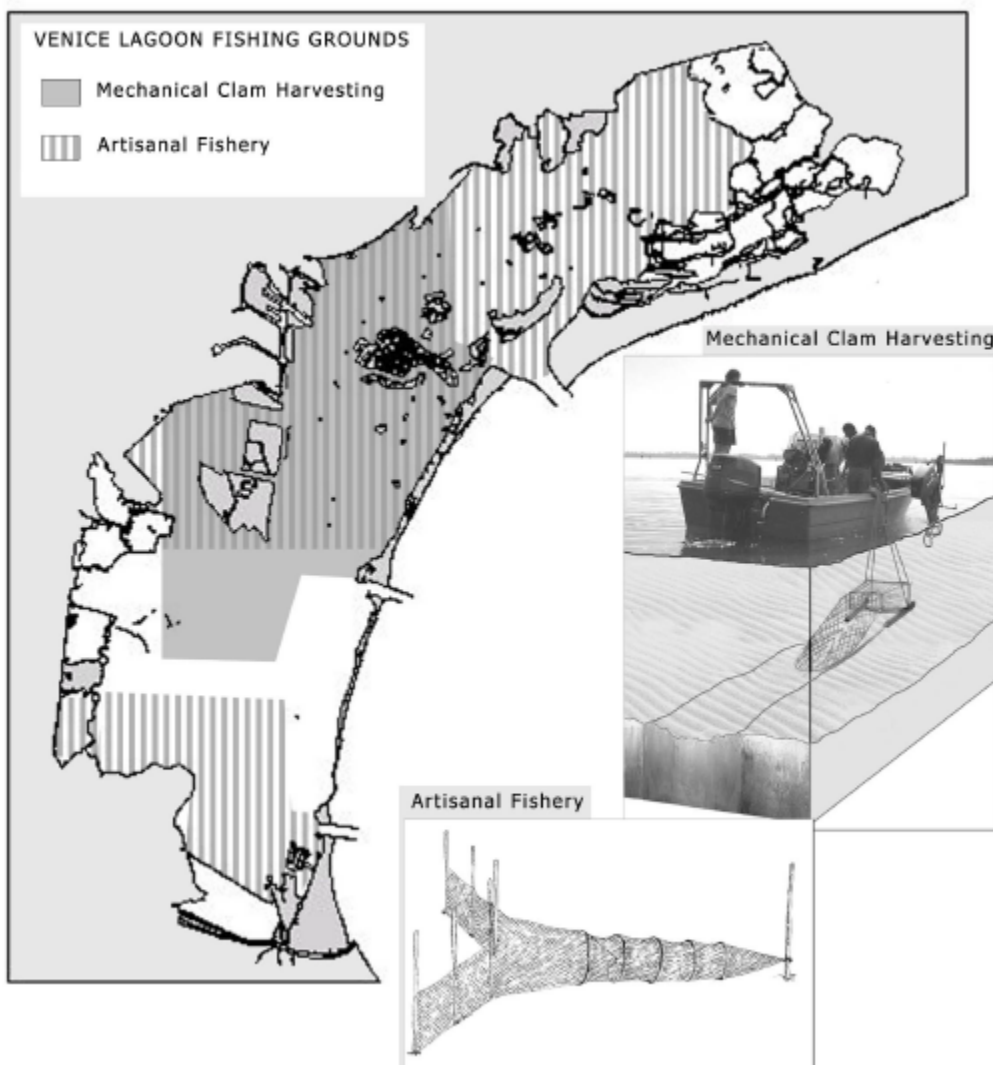 VENICE LAGOON FISHING GROUNDS
Mechanical Clam Harvesting
Artisanal Fishery
Mechanical Clam Harvesting
Artisanal Fishery